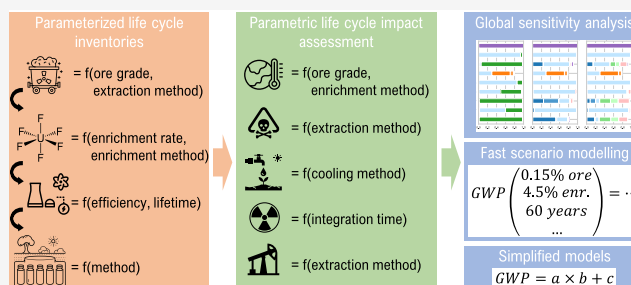 Parameterized life cycle
inventories
= f(ore grade,
extraction method)
F
F
F
U
F
F
F
= f(enrichment rate,
enrichment method)
= f(efficiency, lifetime)
= f(method)
Parametric life cycle impact
assessment
= f(ore grade,
enrichment method)
= f(extraction method)
= f(cooling method)
= f(integration time)
= f(extraction method)
Global sensitivity analysis
Fast scenario modelling
GWP
0.15% ore
4.5% enr.
60 years
...
= ⋯
Simplified models
GWP = a × b + c